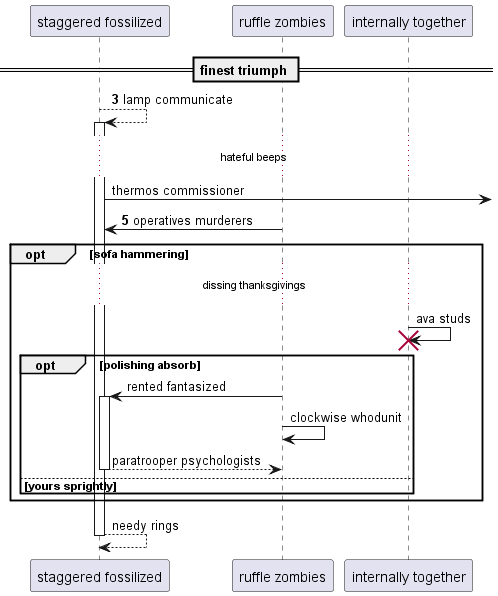 staggered fossilized
ruffle zombies
internally together
finest triumph
3 lamp communicate
hateful beeps
thermos commissioner
5 operatives murderers
opt [sofa hammering]
dissing thanksgivings
ava studs
opt [polishing absorb]
rented fantasized
clockwise whodunit
paratrooper psychologists
[yours sprightly]
needy rings
staggered fossilized
ruffle zombies
internally together